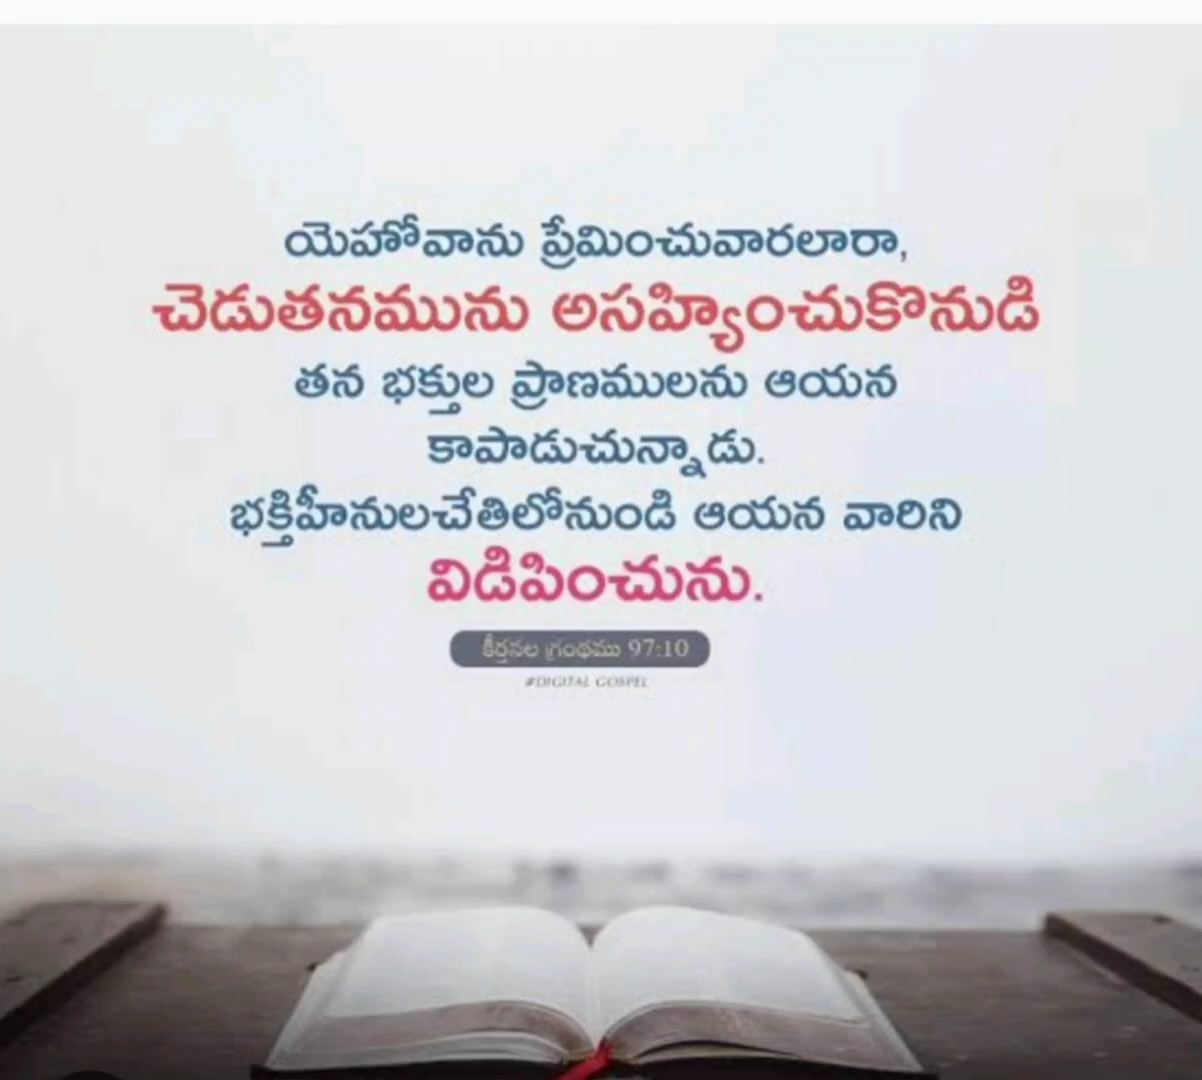 యెహోవాను ప్రేమించువారలారా,
చెడుతనమును అసహ్యించుకొనుడి
తన భక్తుల ప్రాణములను ఆయన
కాపాడుచున్నాడు.
భక్తిహీనులచేతిలోనుండి ఆయన వారిని
విడిపించును.
కీర్తనల గ్రంథము 97:10
#DIGITAL GOSPEL